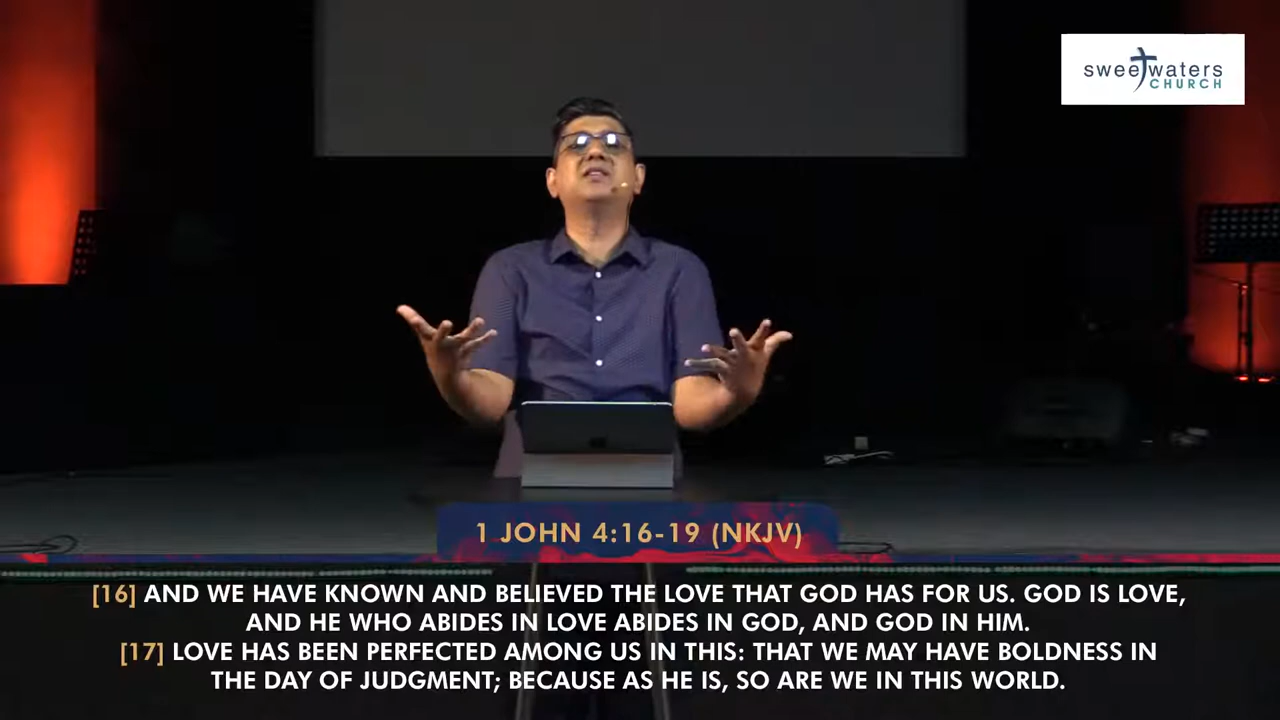 sweetwaters
CHURCH
1 JOHN 4:16-19 (NKJV)
[16] AND WE HAVE KNOWN AND BELIEVED THE LOVE THAT GOD HAS FOR US. GOD IS LOVE,
AND HE WHO ABIDES IN LOVE ABIDES IN GOD, AND GOD IN HIM.
[17] LOVE HAS BEEN PERFECTED AMONG US IN THIS: THAT WE MAY HAVE BOLDNESS IN
THE DAY OF JUDGMENT; BECAUSE AS HE IS, SO ARE WE IN THIS WORLD.